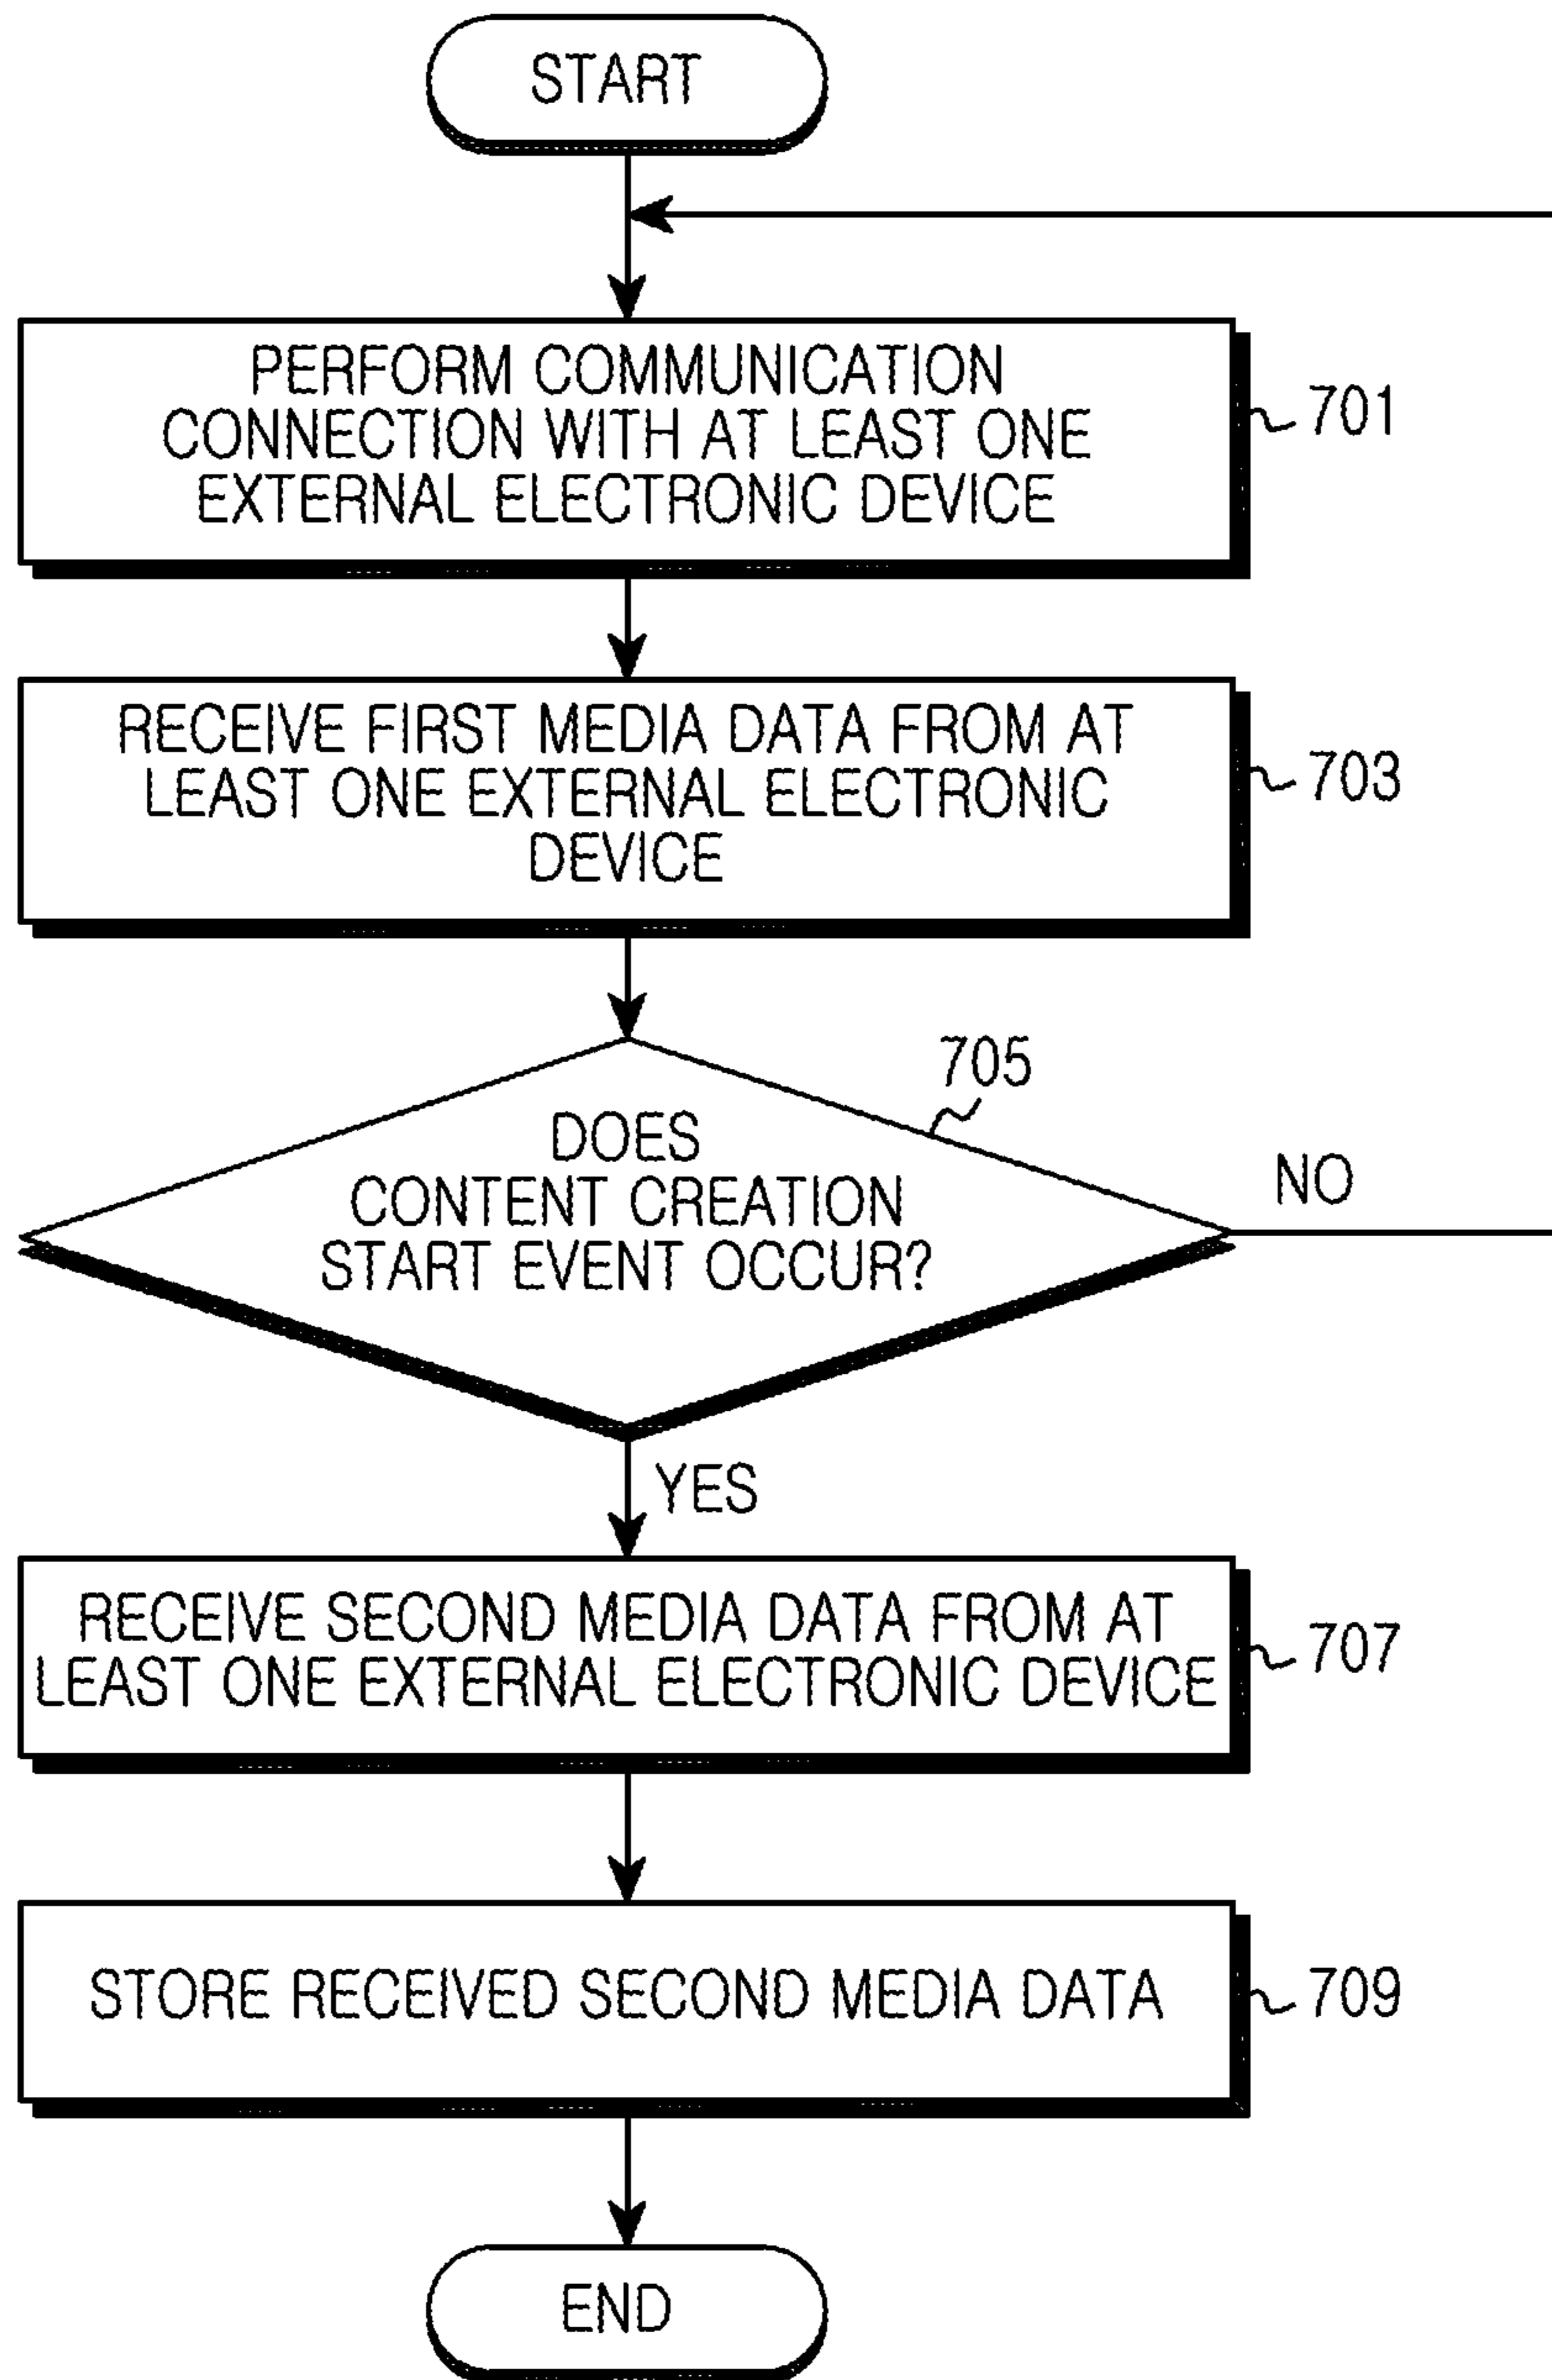 START
PERFORM COMMUNICATION
CONNECTION WITH AT LEAST ONE
EXTERNAL ELECTRONIC DEVICE
701
RECEIVE FIRST MEDIA DATA FROM AT
LEAST ONE EXTERNAL ELECTRONIC
DEVICE
703
705
DOES
CONTENT CREATION
START EVENT OCCUR?
NO
YES
RECEIVE SECOND MEDIA DATA FROM AT
LEAST ONE EXTERNAL ELECTRONIC DEVICE
707
STORE RECEIVED SECOND MEDIA DATA
709
END